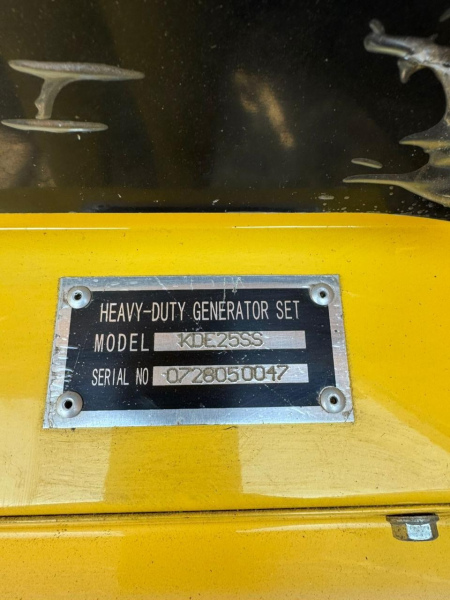 HEAVY-DUTY GENERATOR SET
MODEL KDE25SS
SERIAL NO 0728050047